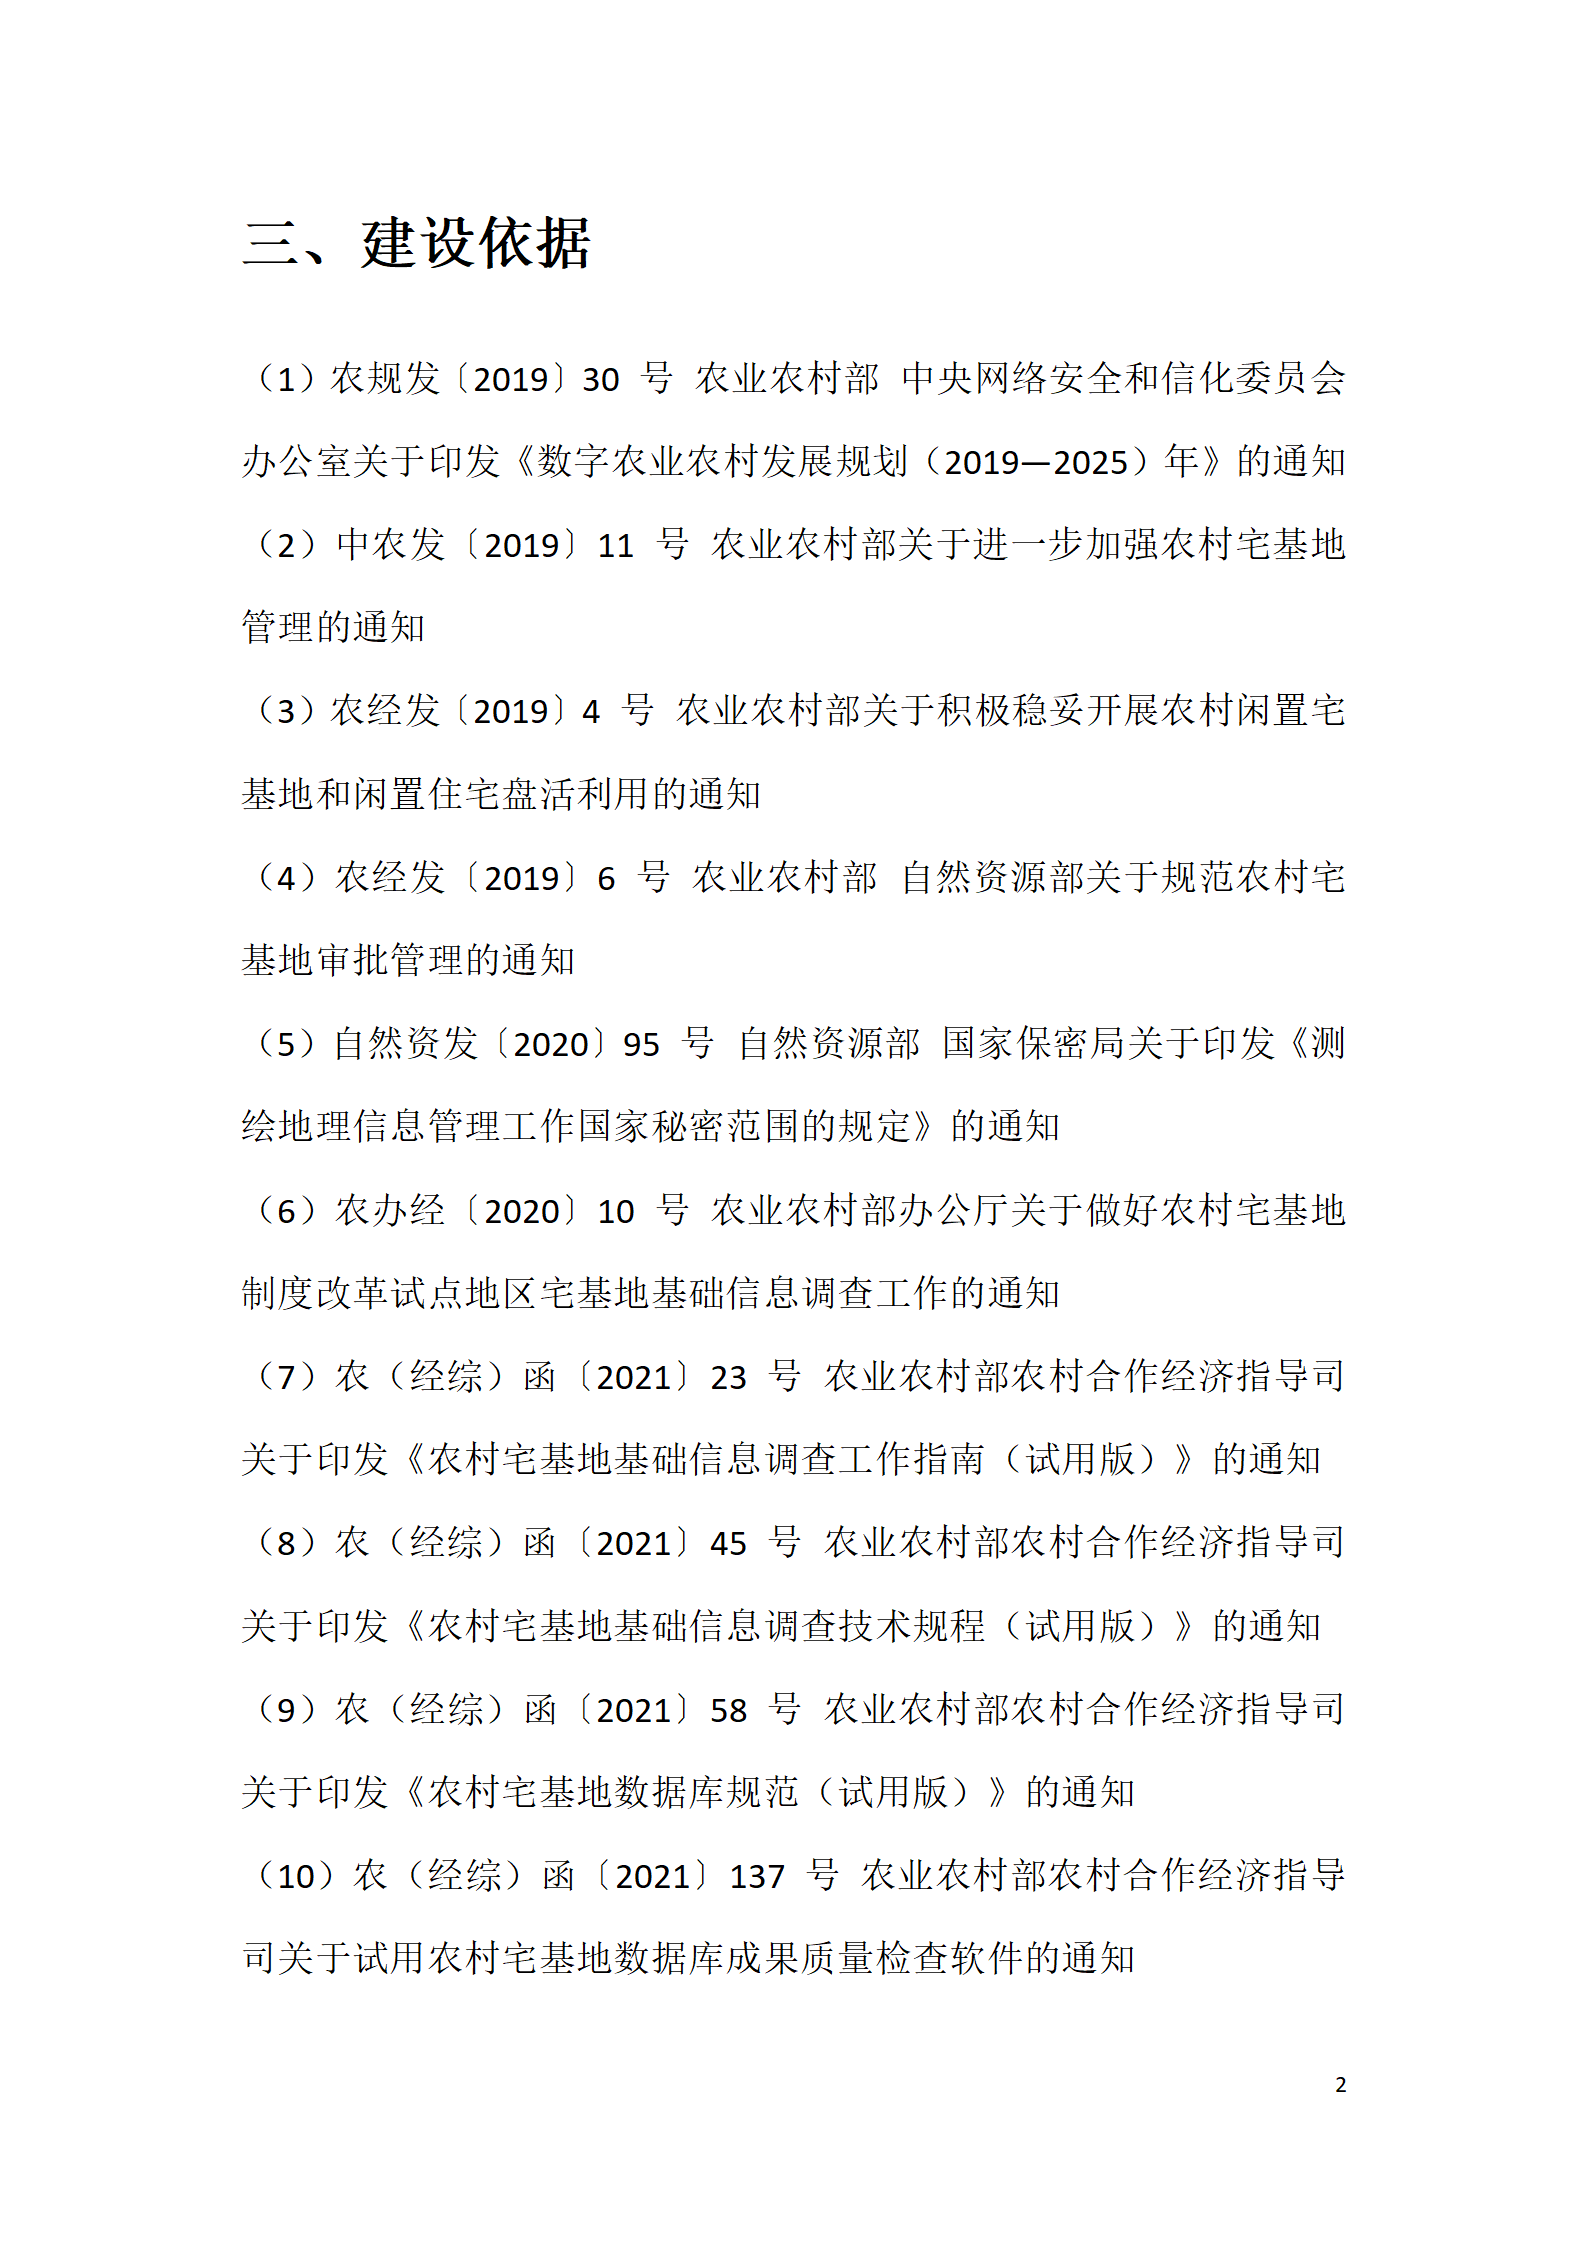 三、建设依据
（1）农规发〔2019〕30 号 农业农村部 中央网络安全和信化委员会
办公室关于印发《数字农业农村发展规划（2019—2025）年》的通知
（2）中农发〔2019〕11 号 农业农村部关于进一步加强农村宅基地
管理的通知
（3）农经发〔2019〕4 号 农业农村部关于积极稳妥开展农村闲置宅
基地和闲置住宅盘活利用的通知
（4）农经发〔2019〕6 号 农业农村部 自然资源部关于规范农村宅
基地审批管理的通知
（5）自然资发〔2020〕95 号 自然资源部 国家保密局关于印发《测
绘地理信息管理工作国家秘密范围的规定》的通知
（6）农办经〔2020〕10 号 农业农村部办公厅关于做好农村宅基地
制度改革试点地区宅基地基础信息调查工作的通知
（7）农（经综）函〔2021〕23 号 农业农村部农村合作经济指导司
关于印发《农村宅基地基础信息调查工作指南（试用版）》的通知
（8）农（经综）函〔2021〕45 号 农业农村部农村合作经济指导司
关于印发《农村宅基地基础信息调查技术规程（试用版）》的通知
（9）农（经综）函〔2021〕58 号 农业农村部农村合作经济指导司
关于印发《农村宅基地数据库规范（试用版）》的通知
（10）农（经综）函〔2021〕137 号 农业农村部农村合作经济指导
司关于试用农村宅基地数据库成果质量检查软件的通知
2